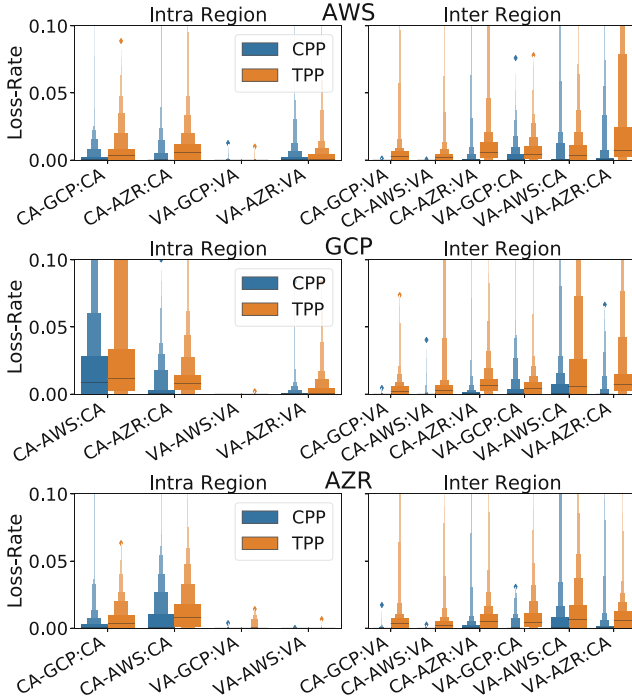 AWS
Intra Region
Inter Region
Loss-Rate
0.10
0.05
0.00
CPP
TPP
CA-GCP:CA
CA-AZR:CA
VA-GCP:VA
VA-AZR:VA
CA-GCP:VA
CA-AWS:VA
CA-AZR:VA
VA-GCP:CA
VA-AWS:CA
VA-AZR:CA
GCP
Intra Region
Inter Region
Loss-Rate
0.10
0.05
0.00
CPP
TPP
CA-AWS:CA
CA-AZR:CA
VA-AWS:VA
VA-AZR:VA
CA-GCP:VA
CA-AWS:VA
CA-AZR:VA
VA-GCP:CA
VA-AWS:CA
VA-AZR:CA
AZR
Intra Region
Inter Region
Loss-Rate
0.10
0.05
0.00
CPP
TPP
CA-GCP:CA
CA-AWS:CA
VA-GCP:VA
VA-AWS:VA
CA-GCP:VA
CA-AWS:VA
CA-AZR:VA
VA-GCP:CA
VA-AWS:CA
VA-AZR:CA